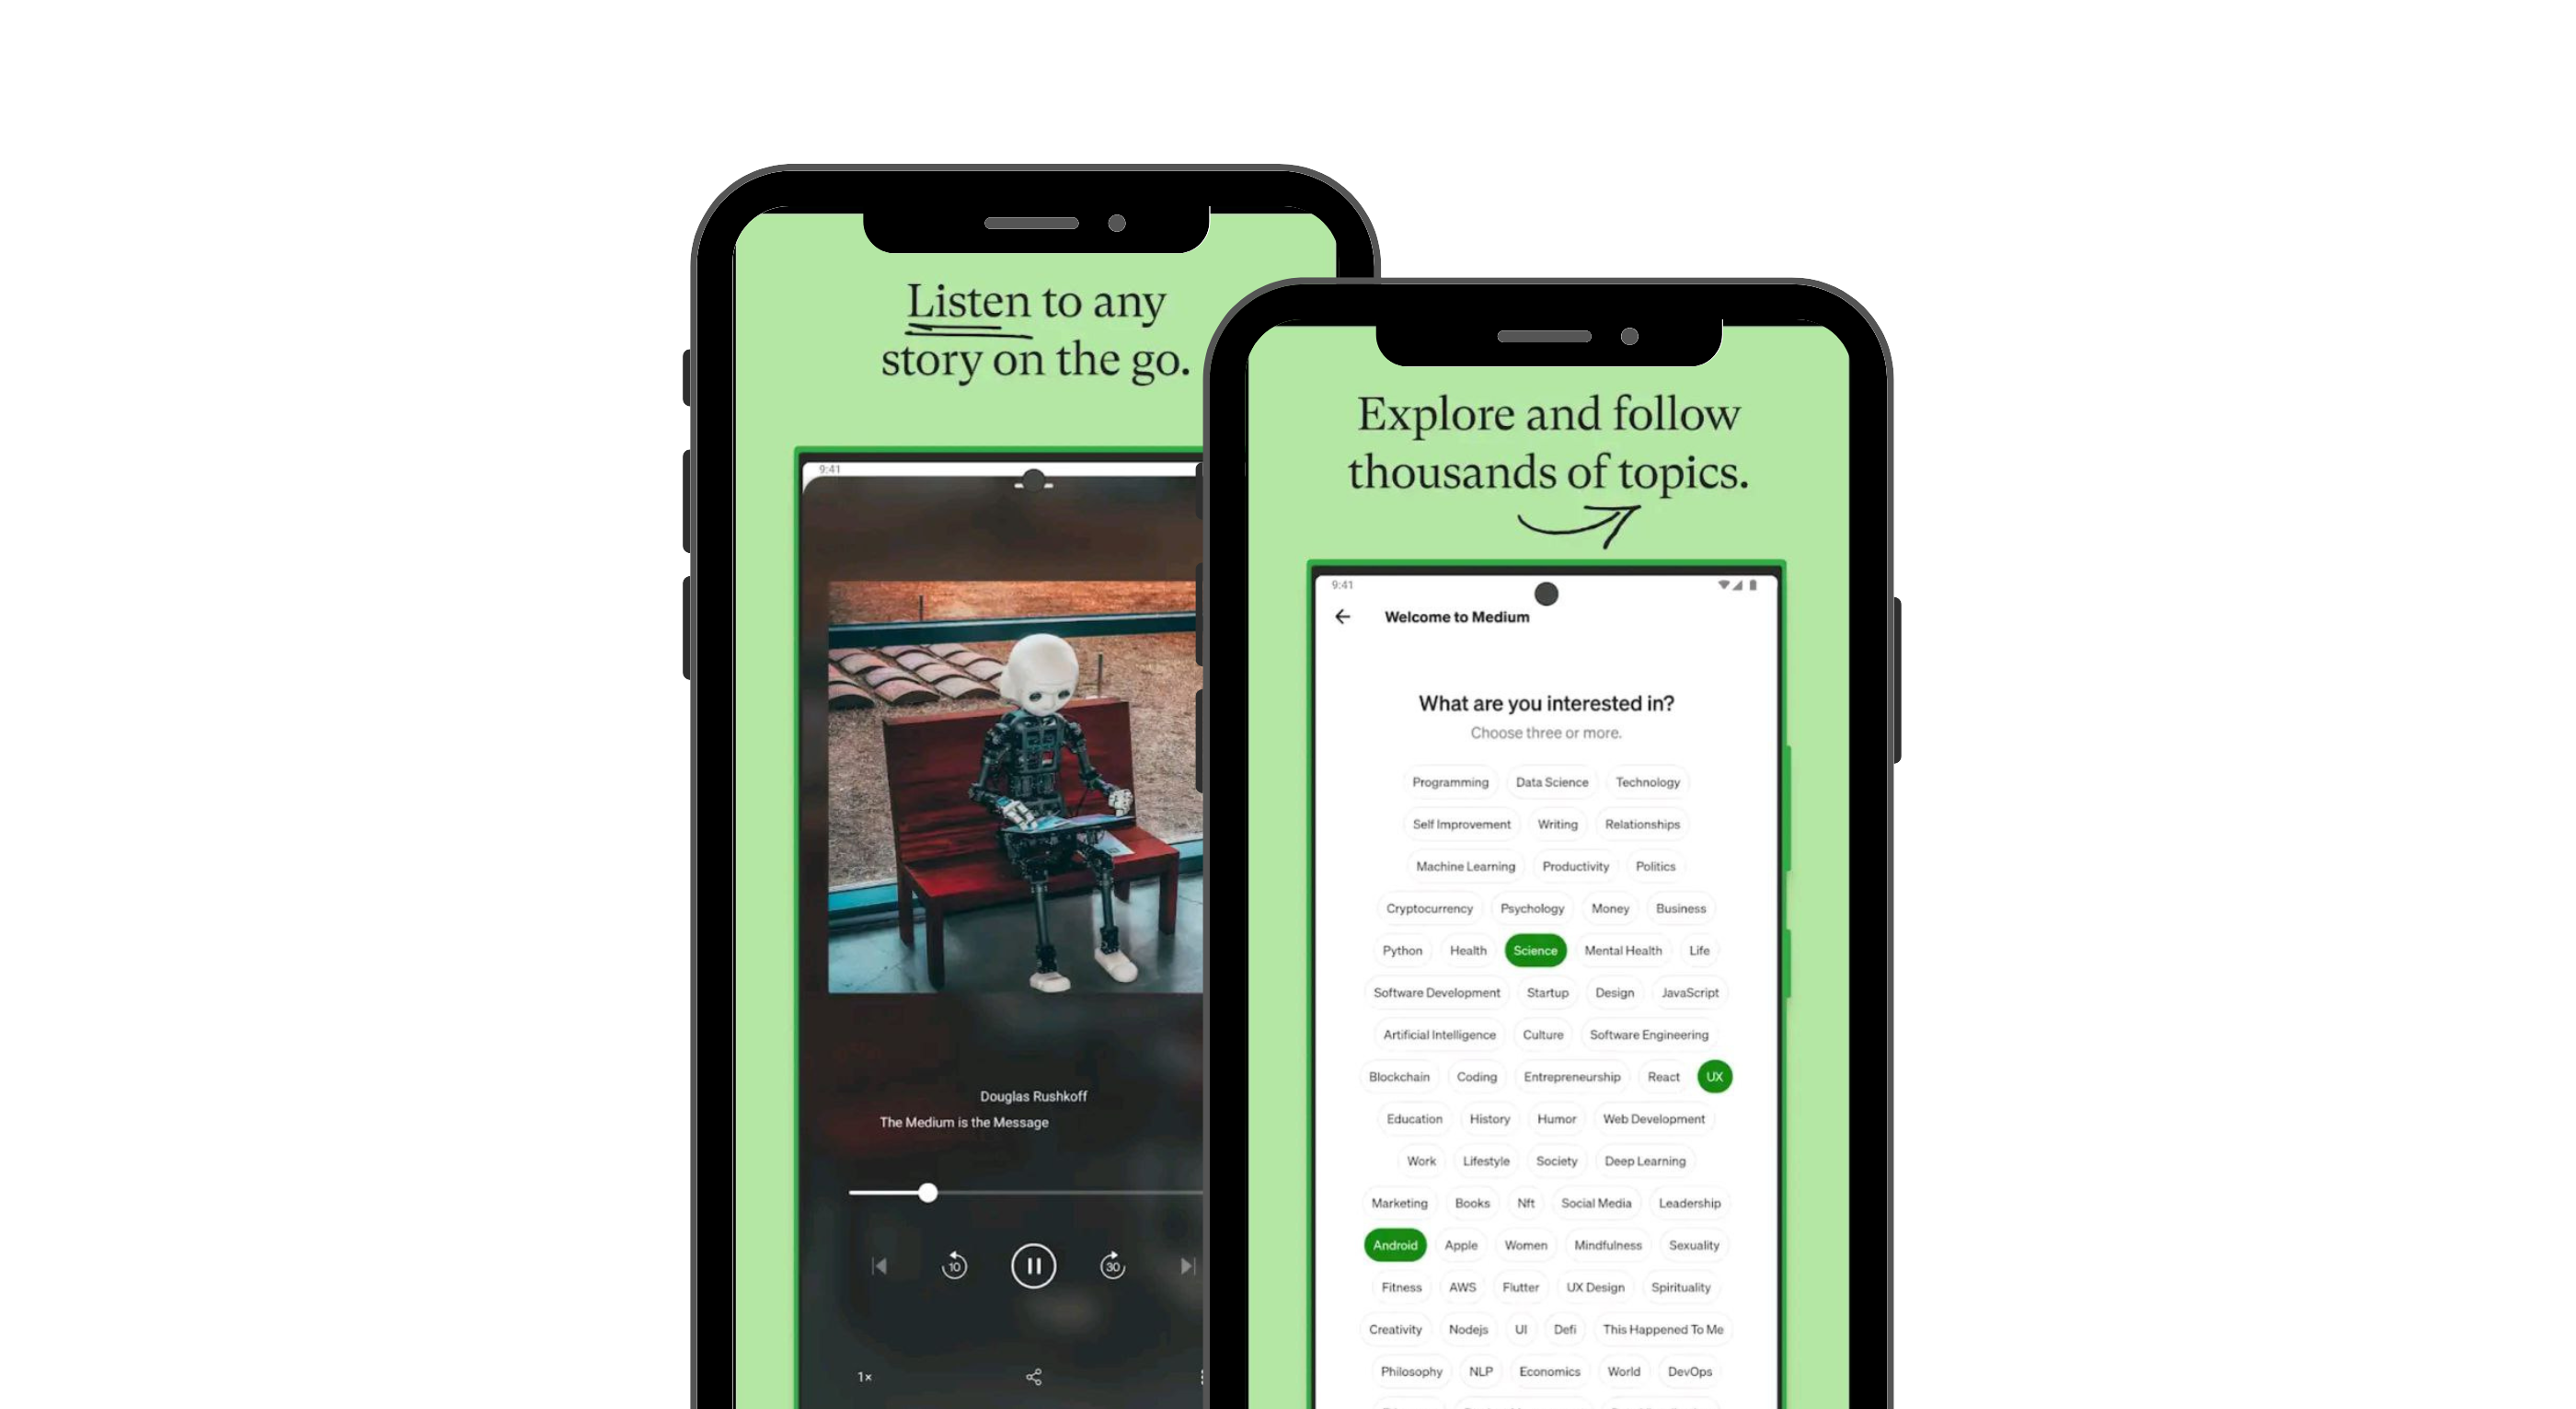 Listen to any
story on the go.
9:41
Douglas Rushkoff
The Medium is the Message
10
30
1×
Explore and follow
thousands of topics.
9:41
Welcome to Medium
What are you interested in?
Choose three or more.
Programming Data Science Technology
Self Improvement Writing Relationships
Machine Learning Productivity Politics
Cryptocurrency Psychology Money Business
Python Health Science Mental Health Life
Software Development Startup Design JavaScript
Artificial Intelligence Culture Software Engineering
Blockchain Coding Entrepreneurship React UX
Education History Humor Web Development
Work Lifestyle Society Deep Learning
Marketing Books Nft Social Media Leadership
Android Apple Women Mindfulness Sexuality
Fitness AWS Flutter UX Design Spirituality
Creativity Nodejs UI Defi This Happened To Me
Philosophy NLP Economics World DevOps